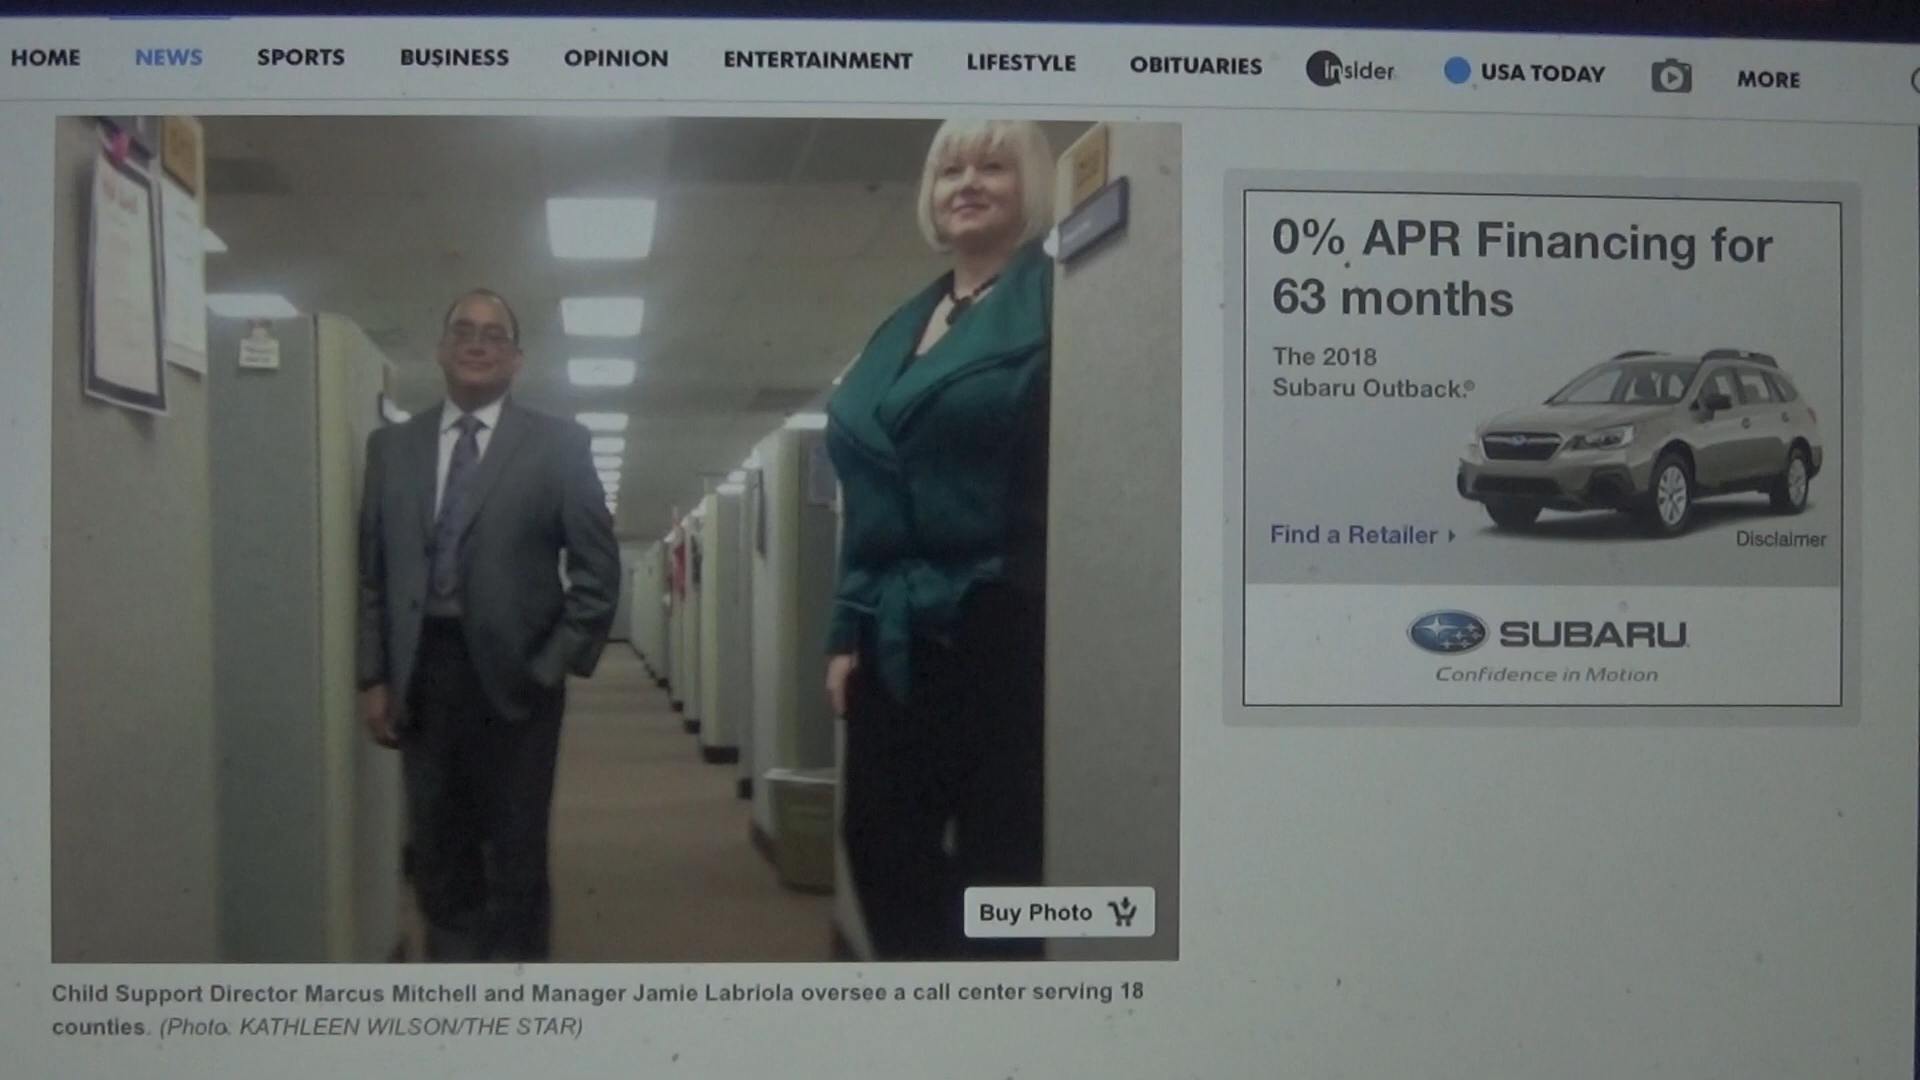 HOME NEWS SPORTS BUSINESS OPINION ENTERTAINMENT LIFESTYLE OBITUARIES insider USA TODAY MORE
0% APR Financing for
63 months
The 2018
Subaru Outback.®
Find a Retailer
Disclaimer
SUBARU
Confidence in Motion
Buy Photo
Child Support Director Marcus Mitchell and Manager Jamie Labriola oversee a call center serving 18
counties. (Photo: KATHLEEN WILSON/THE STAR)